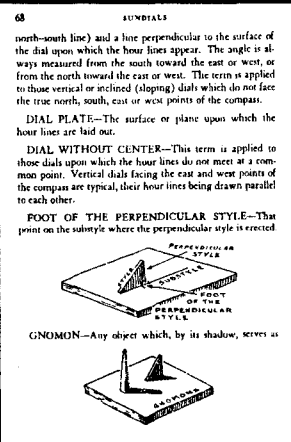 68 SUNDIALS
north–south line) and a line perpendicular to the surface of
the dial upon which the hour lines appear. The angle is al-
ways measured from the south toward the east or west, or
from the north toward the east or west. The term is applied
to those vertical or inclined (sloping) dials which do not face
the true north, south, east or west points of the compass.
DIAL PLATE—The surface or plane upon which the
hour lines are laid out.
DIAL WITHOUT CENTER—This term is applied to
those dials upon which the hour lines do not meet at a com-
mon point. Vertical dials facing the east and west points of
the compass are typical, their hour lines being drawn parallel
to each other.
FOOT OF THE PERPENDICULAR STYLE—That
point on the substyle where the perpendicular style is erected.
PERPENDICULAR
STYLE
STYLE
SUBSTYLE
FOOT
OF THE
PERPENDICULAR
STYLE
GNOMON—Any object which, by its shadow, serves as
GNOMONS